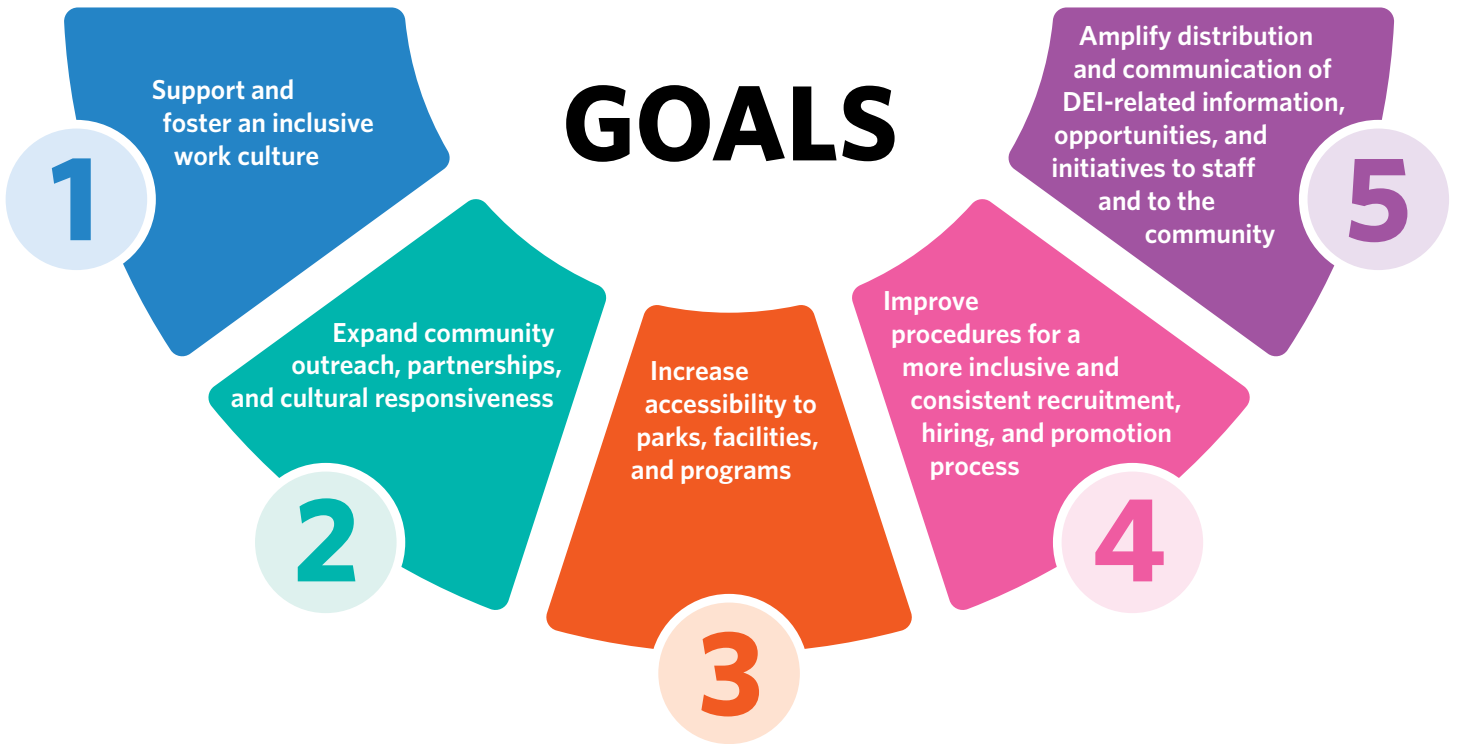 GOALS
1
Support and
foster an inclusive
work culture
2
Expand community
outreach, partnerships,
and cultural responsiveness
3
Increase
accessibility to
parks, facilities,
and programs
4
Improve
procedures for a
more inclusive and
consistent recruitment,
hiring, and promotion
process
5
Amplify distribution
and communication of
DEI-related information,
opportunities, and
initiatives to staff
and to the
community